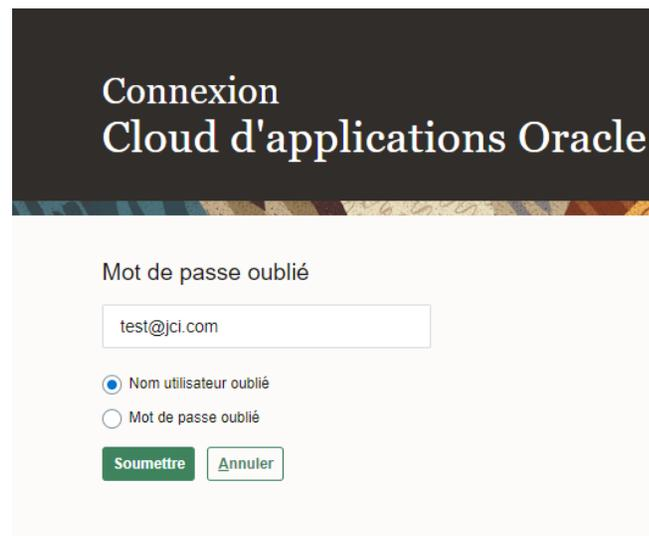 Connexion
Cloud d'applications Oracle
Mot de passe oublié
test@jci.com
Nom utilisateur oublié
Mot de passe oublié
Soumettre Annuler